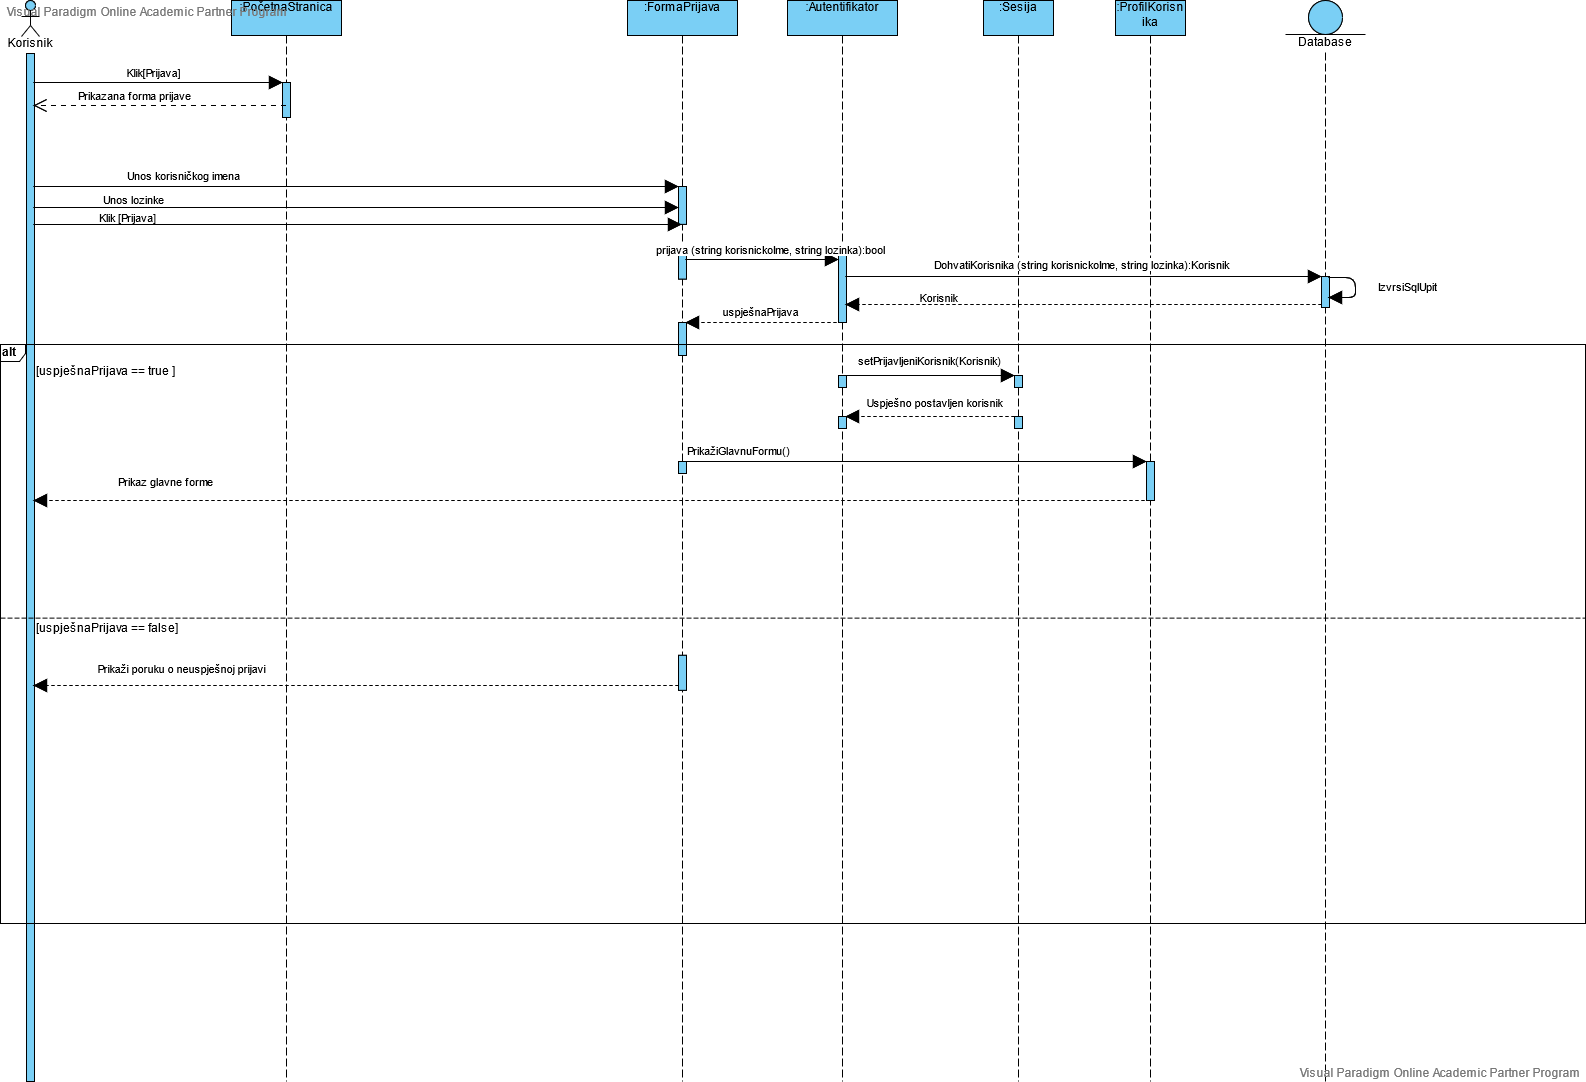 Visual Paradigm Online Academic Partner Program
:PočetnaStranica
:FormaPrijava
:Autentifikator
:Sesija
:ProfilKorisn
ika
Korisnik
Database
Klik[Prijava]
Prikazana forma prijave
Unos korisničkog imena
Unos lozinke
Klik [Prijava]
prijava (string korisnickoIme, string lozinka):bool
DohvatiKorisnika (string korisnickoIme, string lozinka):Korisnik
IzvrsiSqlUpit
Korisnik
uspješnaPrijava
alt
[uspješnaPrijava == true ]
setPrijavljeniKorisnik(Korisnik)
Uspješno postavljen korisnik
PrikažiGlavnuFormu()
Prikaz glavne forme
[uspješnaPrijava == false]
Prikaži poruku o neuspješnoj prijavi
Visual Paradigm Online Academic Partner Program